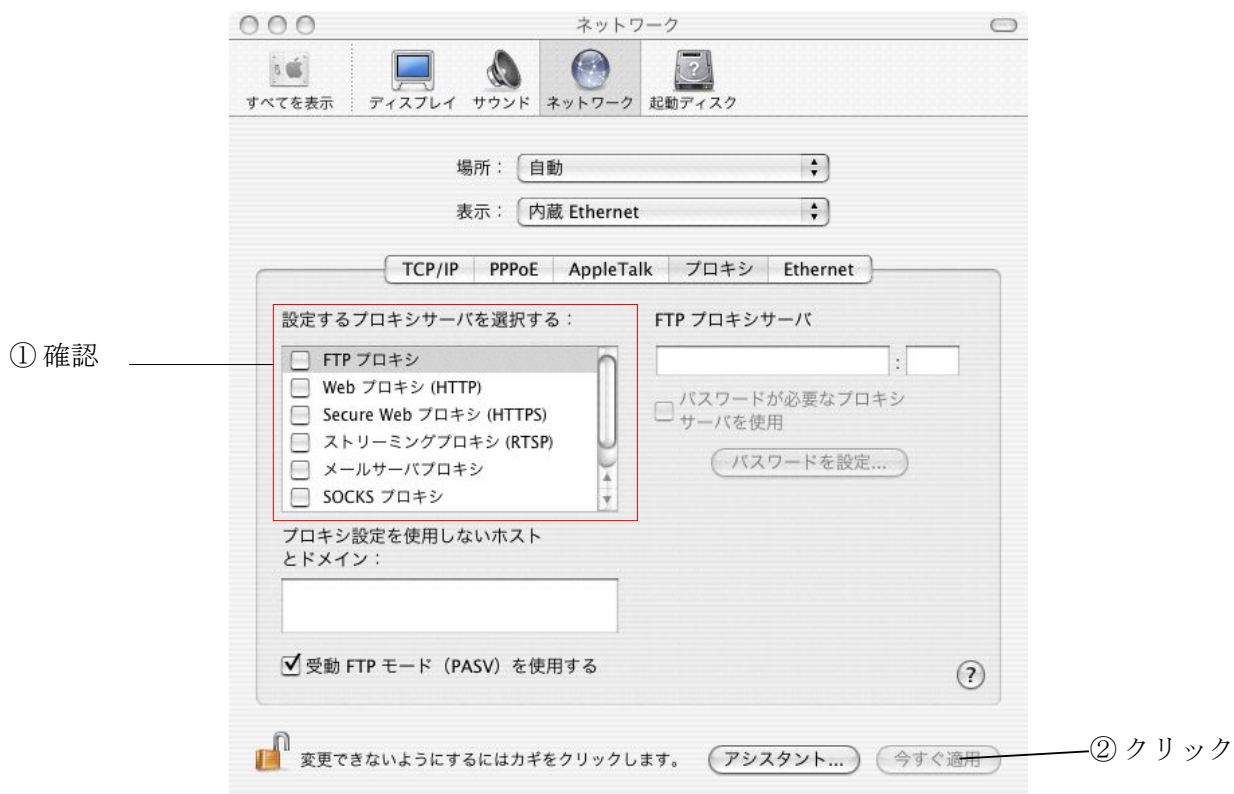 ネットワーク
すべてを表示
ディスプレイ
サウンド
ネットワーク
起動ディスク
場所：
自動
表示：
内蔵 Ethernet
TCP/IP
PPPoE
AppleTalk
プロキシ
Ethernet
設定するプロキシサーバを選択する：
① 確認
FTP プロキシ
Web プロキシ (HTTP)
Secure Web プロキシ (HTTPS)
ストリーミングプロキシ (RTSP)
メールサーバプロキシ
SOCKS プロキシ
FTP プロキシサーバ
:
パスワードが必要なプロキシ
サーバを使用
パスワードを設定...
プロキシ設定を使用しないホスト
とドメイン：
受動 FTP モード（PASV）を使用する
?
変更できないようにするにはカギをクリックします。
アシスタント...
今すぐ適用
② クリック